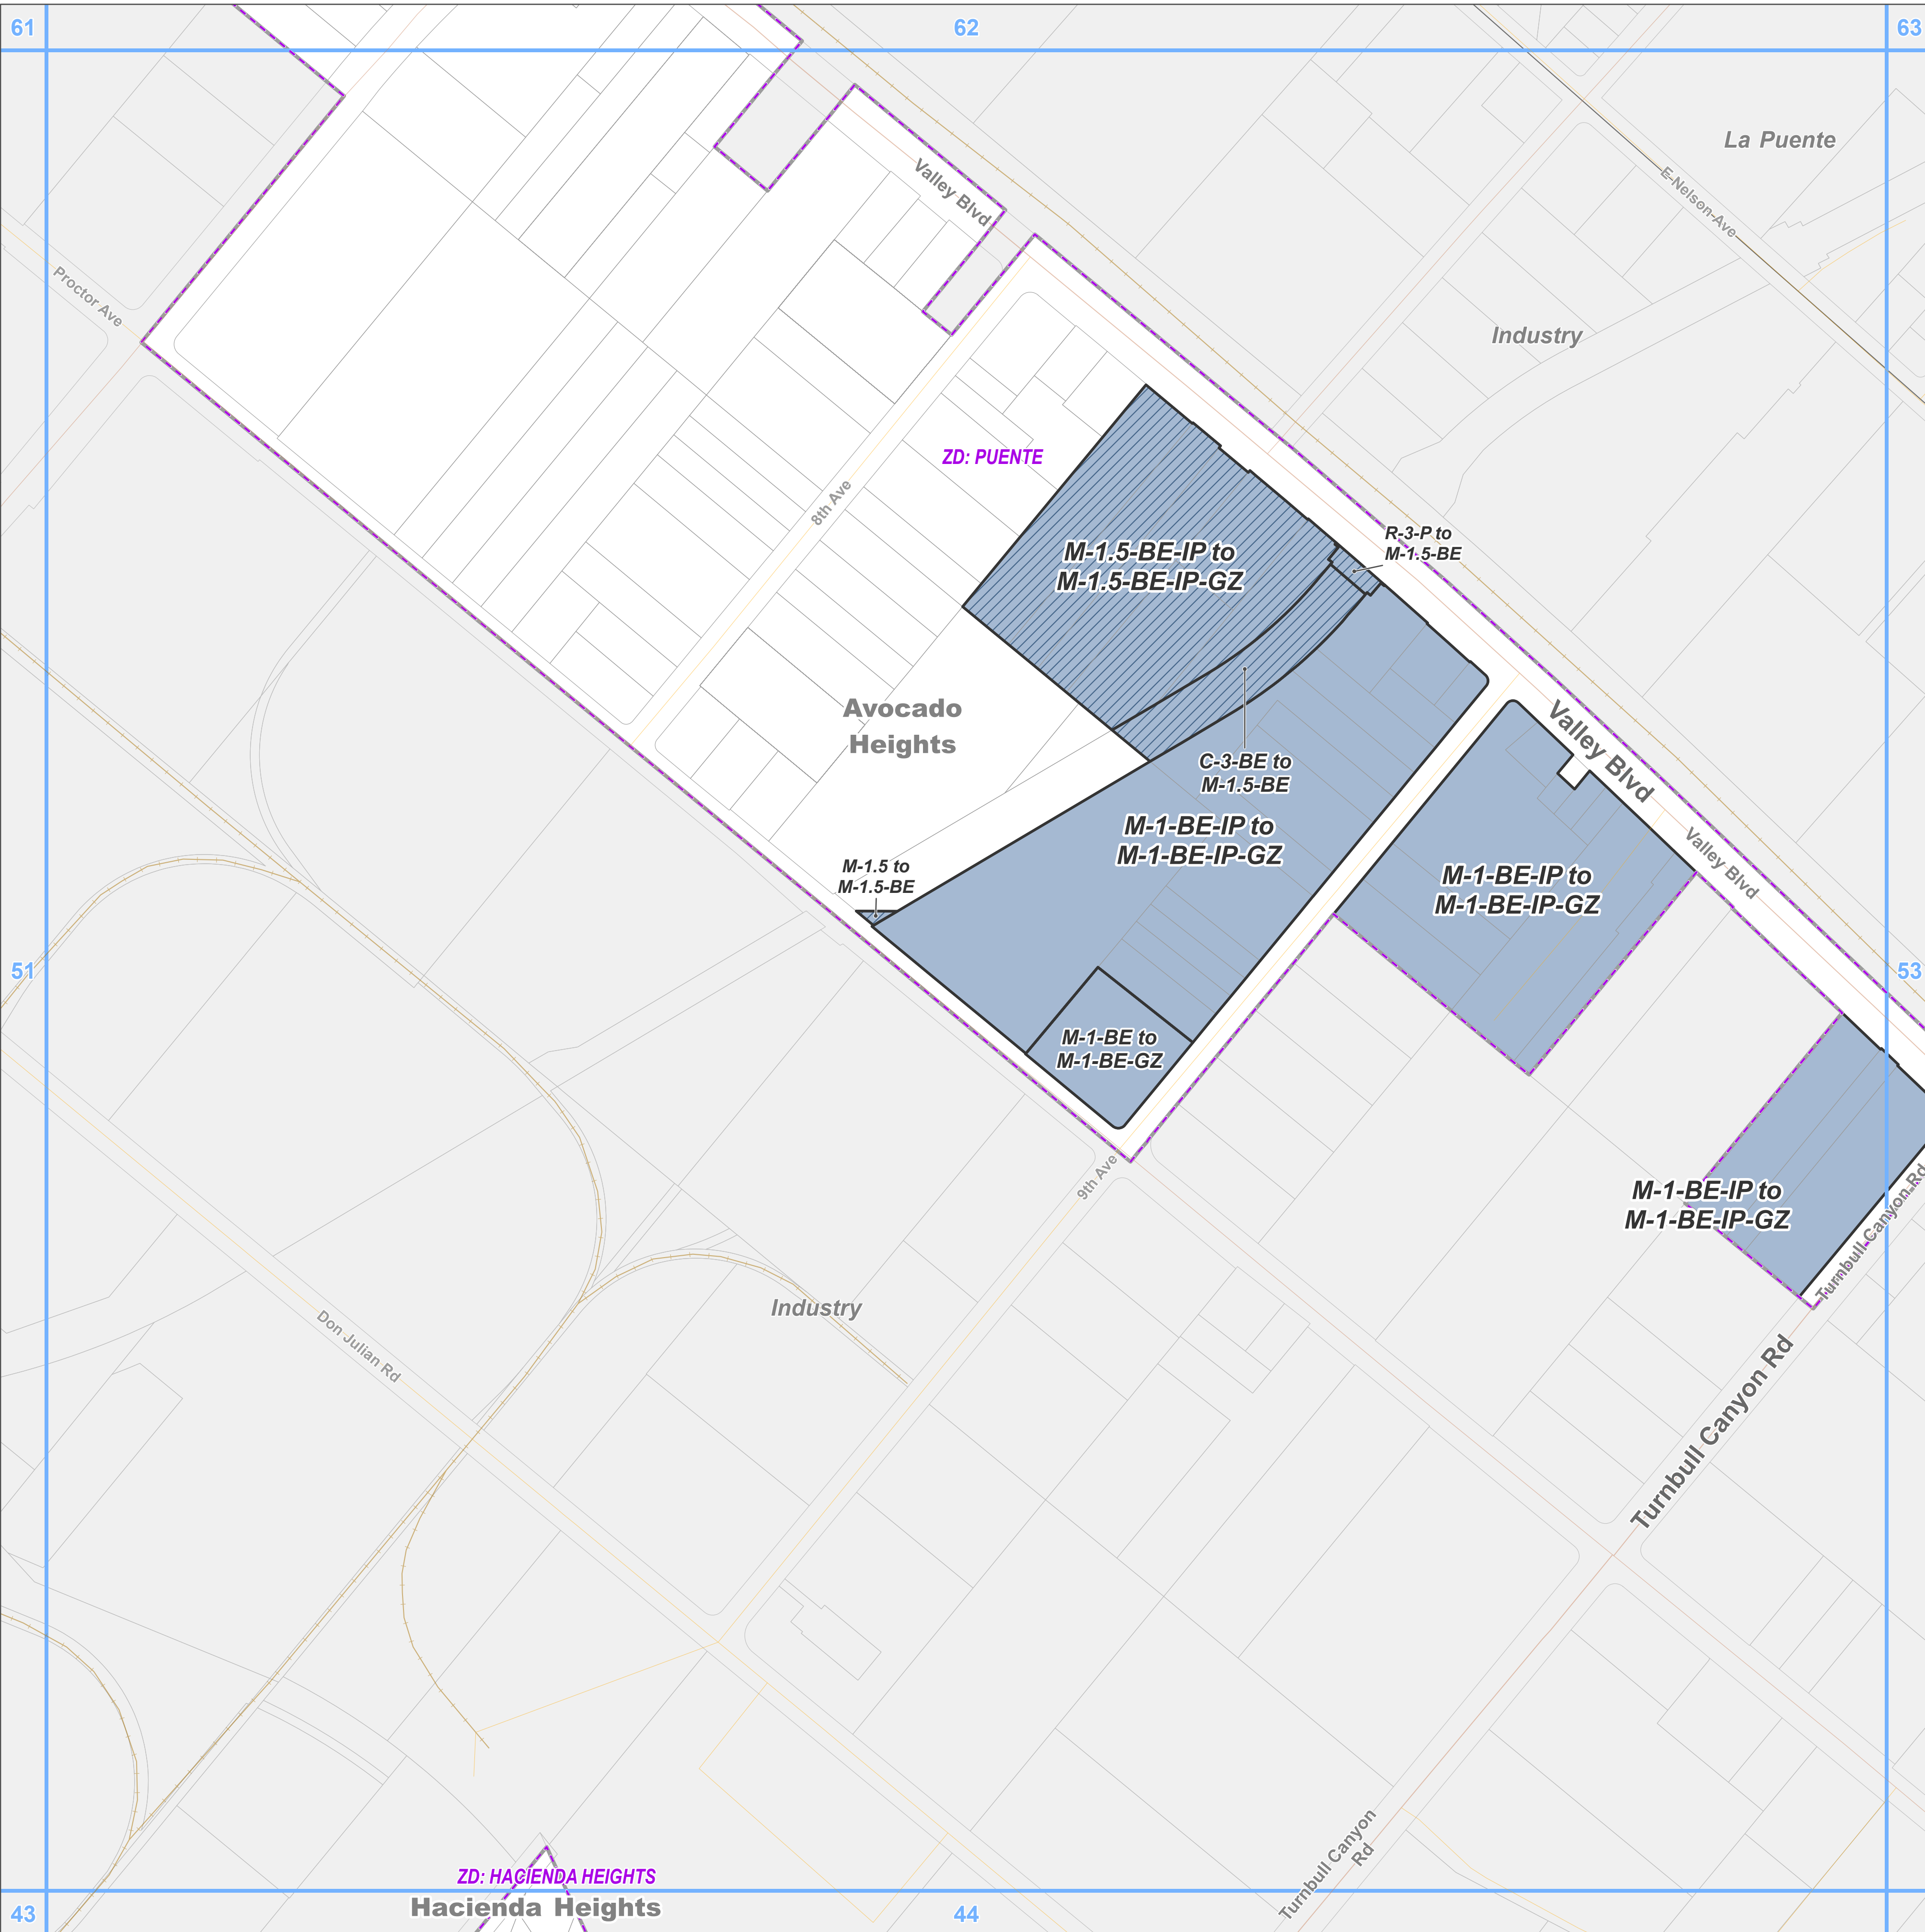 61
62
63
La Puente
E Nelson Ave
Valley Blvd
Proctor Ave
Industry
ZD: PUENTE
8th Ave
R-3-P to
M-1.5-BE
M-1.5-BE-IP to
M-1.5-BE-IP-GZ
Avocado
Heights
Valley Blvd
C-3-BE to
M-1.5-BE
M-1-BE-IP to
M-1-BE-IP-GZ
Valley Blvd
M-1.5 to
M-1.5-BE
M-1-BE-IP to
M-1-BE-IP-GZ
51
53
M-1-BE to
M-1-BE-GZ
9th Ave
M-1-BE-IP to
M-1-BE-IP-GZ
Turnbull Canyon Rd
Industry
Don Julian Rd
Turnbull Canyon Rd
Turnbull Canyon
Rd
ZD: HACIENDA HEIGHTS
Hacienda Heights
43
44